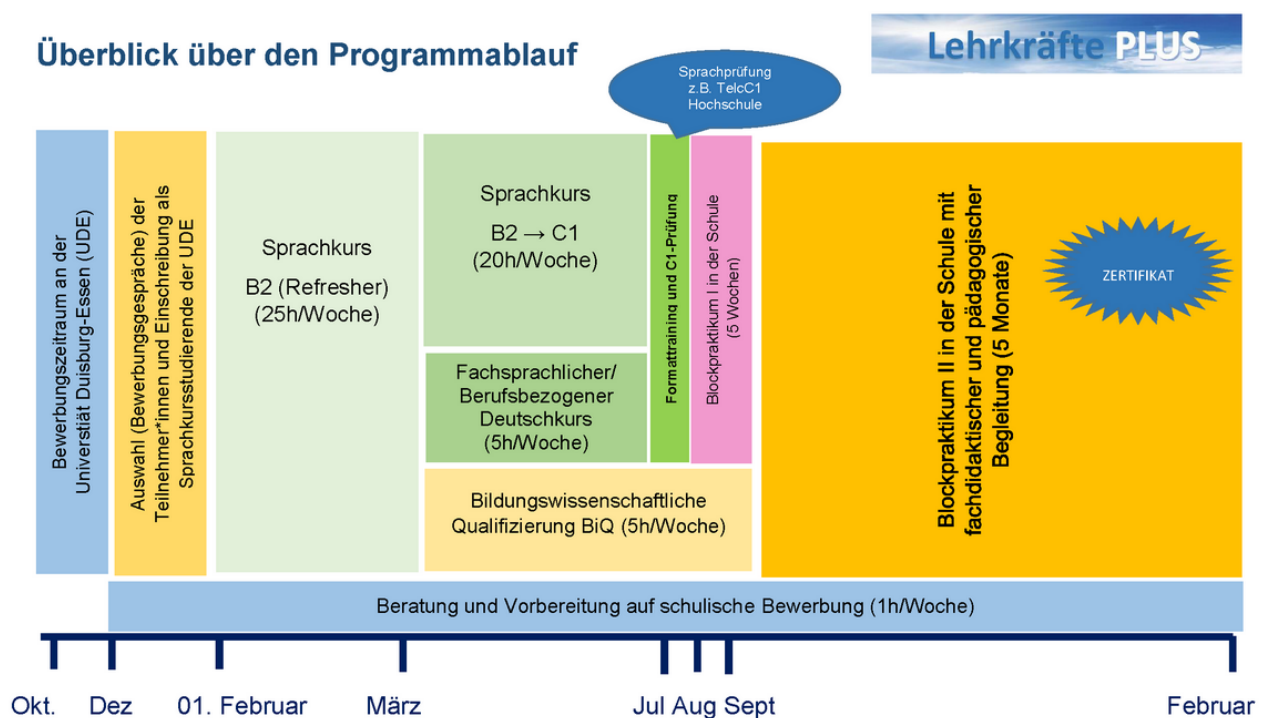 Überblick über den Programmablauf
Lehrkräfte PLUS
Sprachprüfung
z.B. TelcC1
Hochschule
Bewerbungszeitraum an der
Universtiät Duisburg-Essen (UDE)
Auswahl (Bewerbungsgespräche) der
Teilnehmer*innen und Einschreibung als
Sprachkursstudierende der UDE
Sprachkurs
B2 (Refresher)
(25h/Woche)
Sprachkurs
B2 → C1
(20h/Woche)
Fachsprachlicher/
Berufsbezogener
Deutschkurs
(5h/Woche)
Formattraining und C1-Prüfung
Blockpraktikum I in der Schule
(5 Wochen)
Bildungswissenschaftliche
Qualifizierung BiQ (5h/Woche)
Blockpraktikum II in der Schule mit
fachdidaktischer und pädagogischer
Begleitung (5 Monate)
ZERTIFIKAT
Beratung und Vorbereitung auf schulische Bewerbung (1h/Woche)
Okt. Dez 01. Februar März Jul Aug Sept Februar